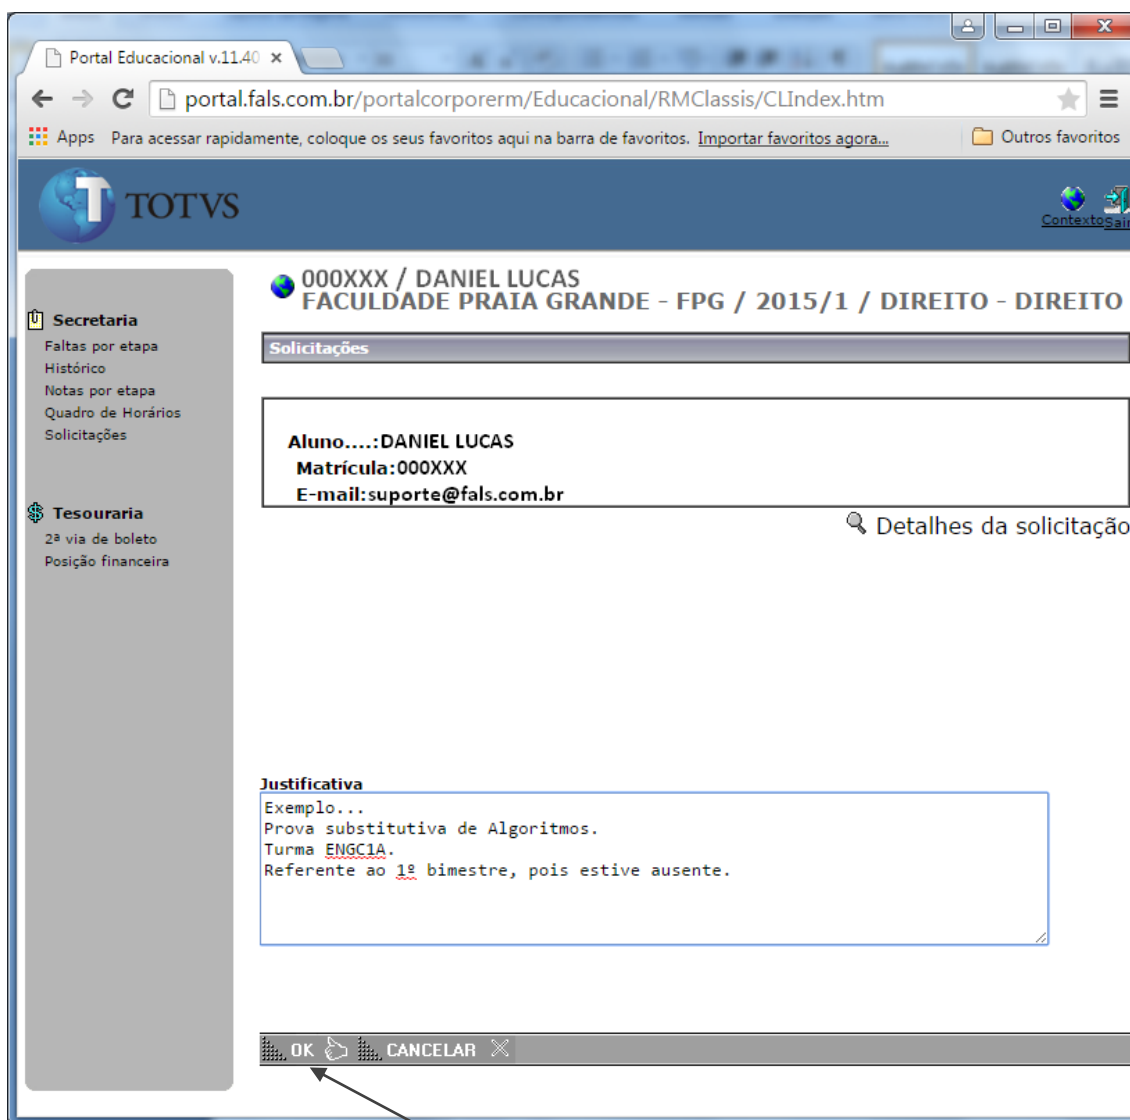 Portal Educacional v.11.40
portal.fals.com.br/portalcorporerm/Educacional/RMClassis/CLIndex.htm
Apps Para acessar rapidamente, coloque os seus favoritos aqui na barra de favoritos. Importar favoritos agora... Outros favoritos
TOTVS
Contexto Sair
000XXX / DANIEL LUCAS
FACULDADE PRAIA GRANDE - FPG / 2015/1 / DIREITO - DIREITO
Secretaria
Faltas por etapa
Histórico
Notas por etapa
Quadro de Horários
Solicitações
Tesouraria
2ª via de boleto
Posição financeira
Solicitações
Aluno....:DANIEL LUCAS
Matrícula:000XXX
E-mail:suporte@fals.com.br
Detalhes da solicitação
Justificativa
Exemplo...
Prova substitutiva de Algoritmos.
Turma ENGC1A.
Referente ao 1º bimestre, pois estive ausente.
OK CANCELAR